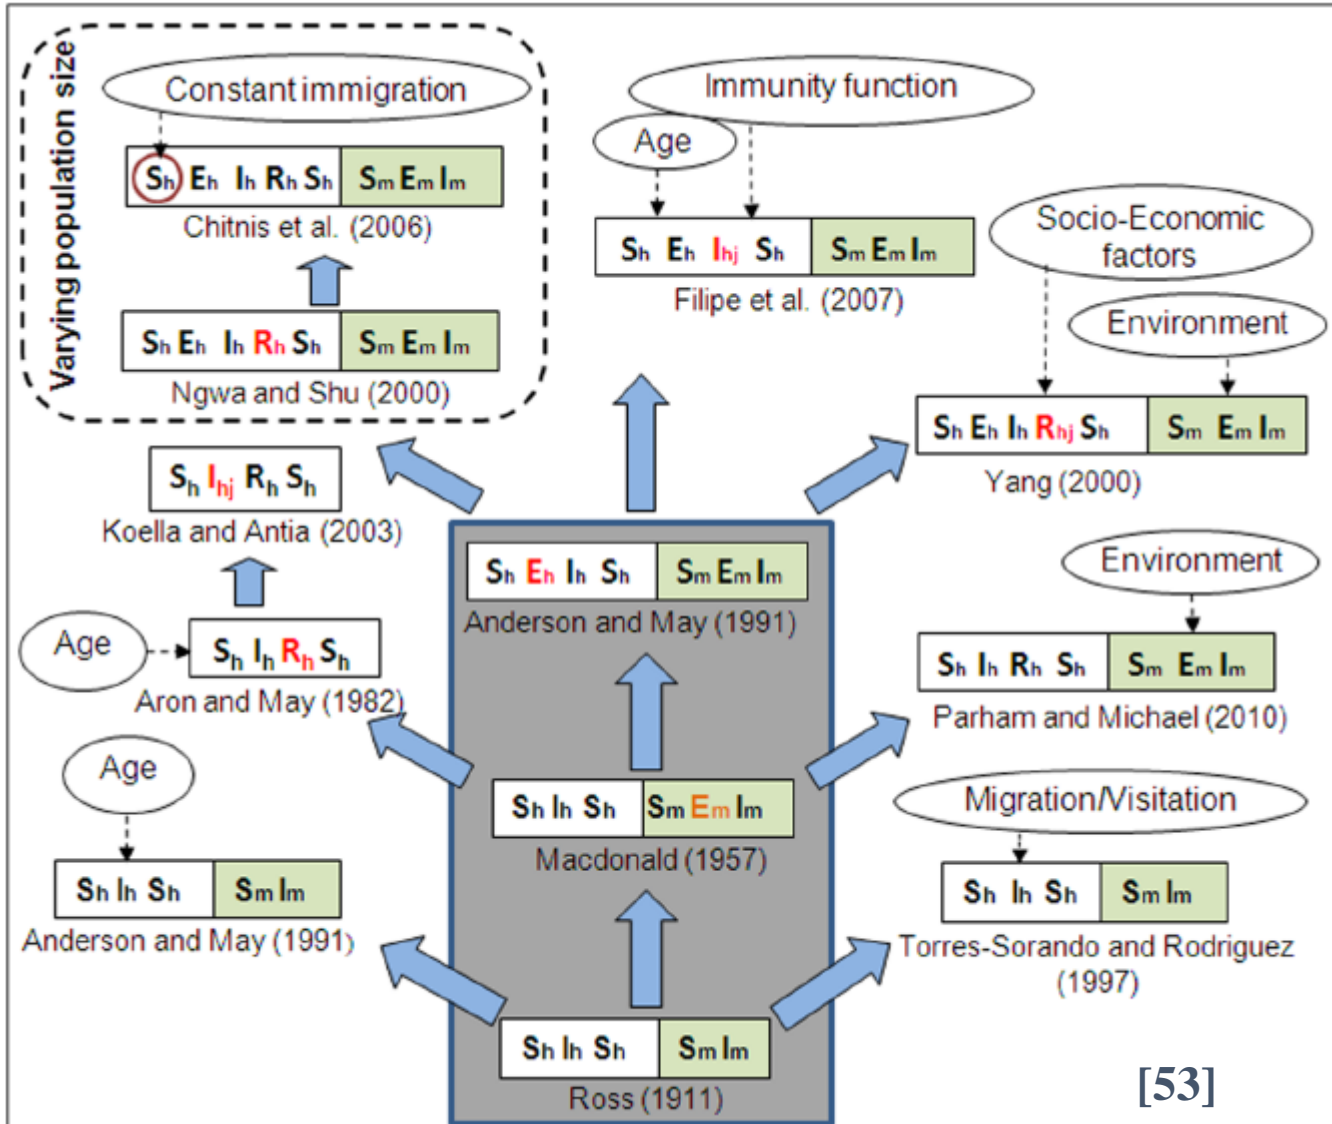 Varying population size
Constant immigration
Sh Eh Ih Rh Sh Sm Em Im
Chitnis et al. (2006)
Sh Eh Ih Rh Sh Sm Em Im
Ngwa and Shu (2000)
Immunity function
Age
Sh Eh Ihj Sh Sm Em Im
Filipe et al. (2007)
Socio-Economic
factors
Environment
Sh Eh Ih Rhj Sh Sm Em Im
Yang (2000)
Sh Ihj Rh Sh
Koella and Antia (2003)
Age
Sh Ih Rh Sh
Aron and May (1982)
Sh Eh Ih Sh Sm Em Im
Anderson and May (1991)
Environment
Sh Ih Rh Sh Sm Em Im
Parham and Michael (2010)
Age
Sh Ih Sh Sm Im
Anderson and May (1991)
Sh Ih Sh Sm Em Im
Macdonald (1957)
Migration/Visitation
Sh Ih Sh Sm Im
Torres-Sorando and Rodriguez
(1997)
Sh Ih Sh Sm Im
Ross (1911)
[53]